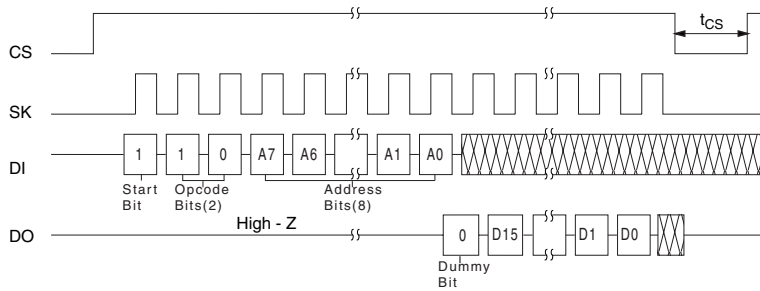 CS
tCS
SK
DI
1 1 0 A7 A6 A1 A0
Start Bit
Opcode Bits(2)
Address Bits(8)
High - Z
DO
0 D15 D1 D0
Dummy Bit